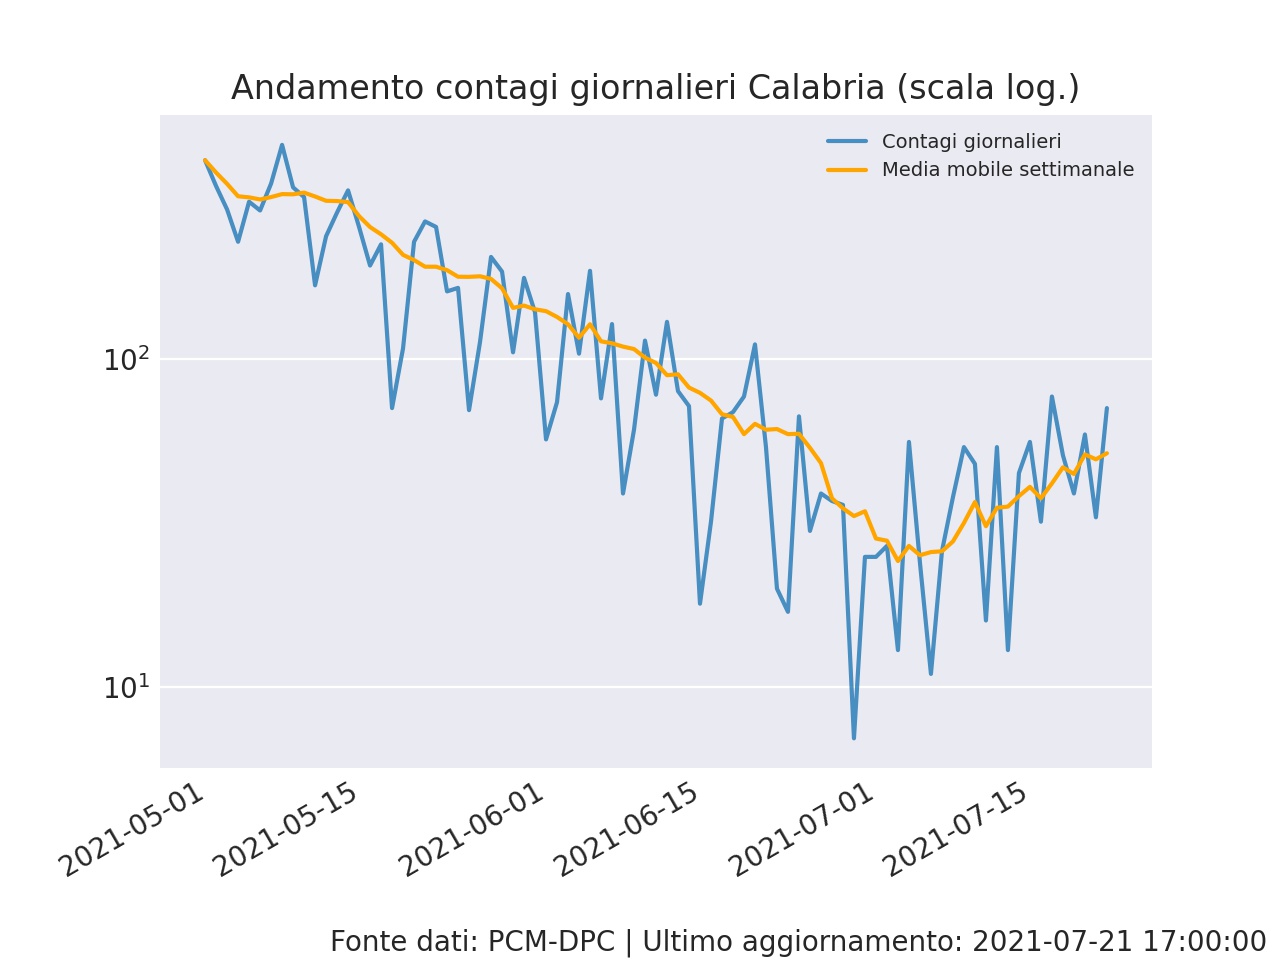 Andamento contagi giornalieri Calabria (scala log.)
Contagi giornalieri
Media mobile settimanale
10²
10¹
2021-05-01
2021-05-15
2021-06-01
2021-06-15
2021-07-01
2021-07-15
Fonte dati: PCM-DPC | Ultimo aggiornamento: 2021-07-21 17:00:00